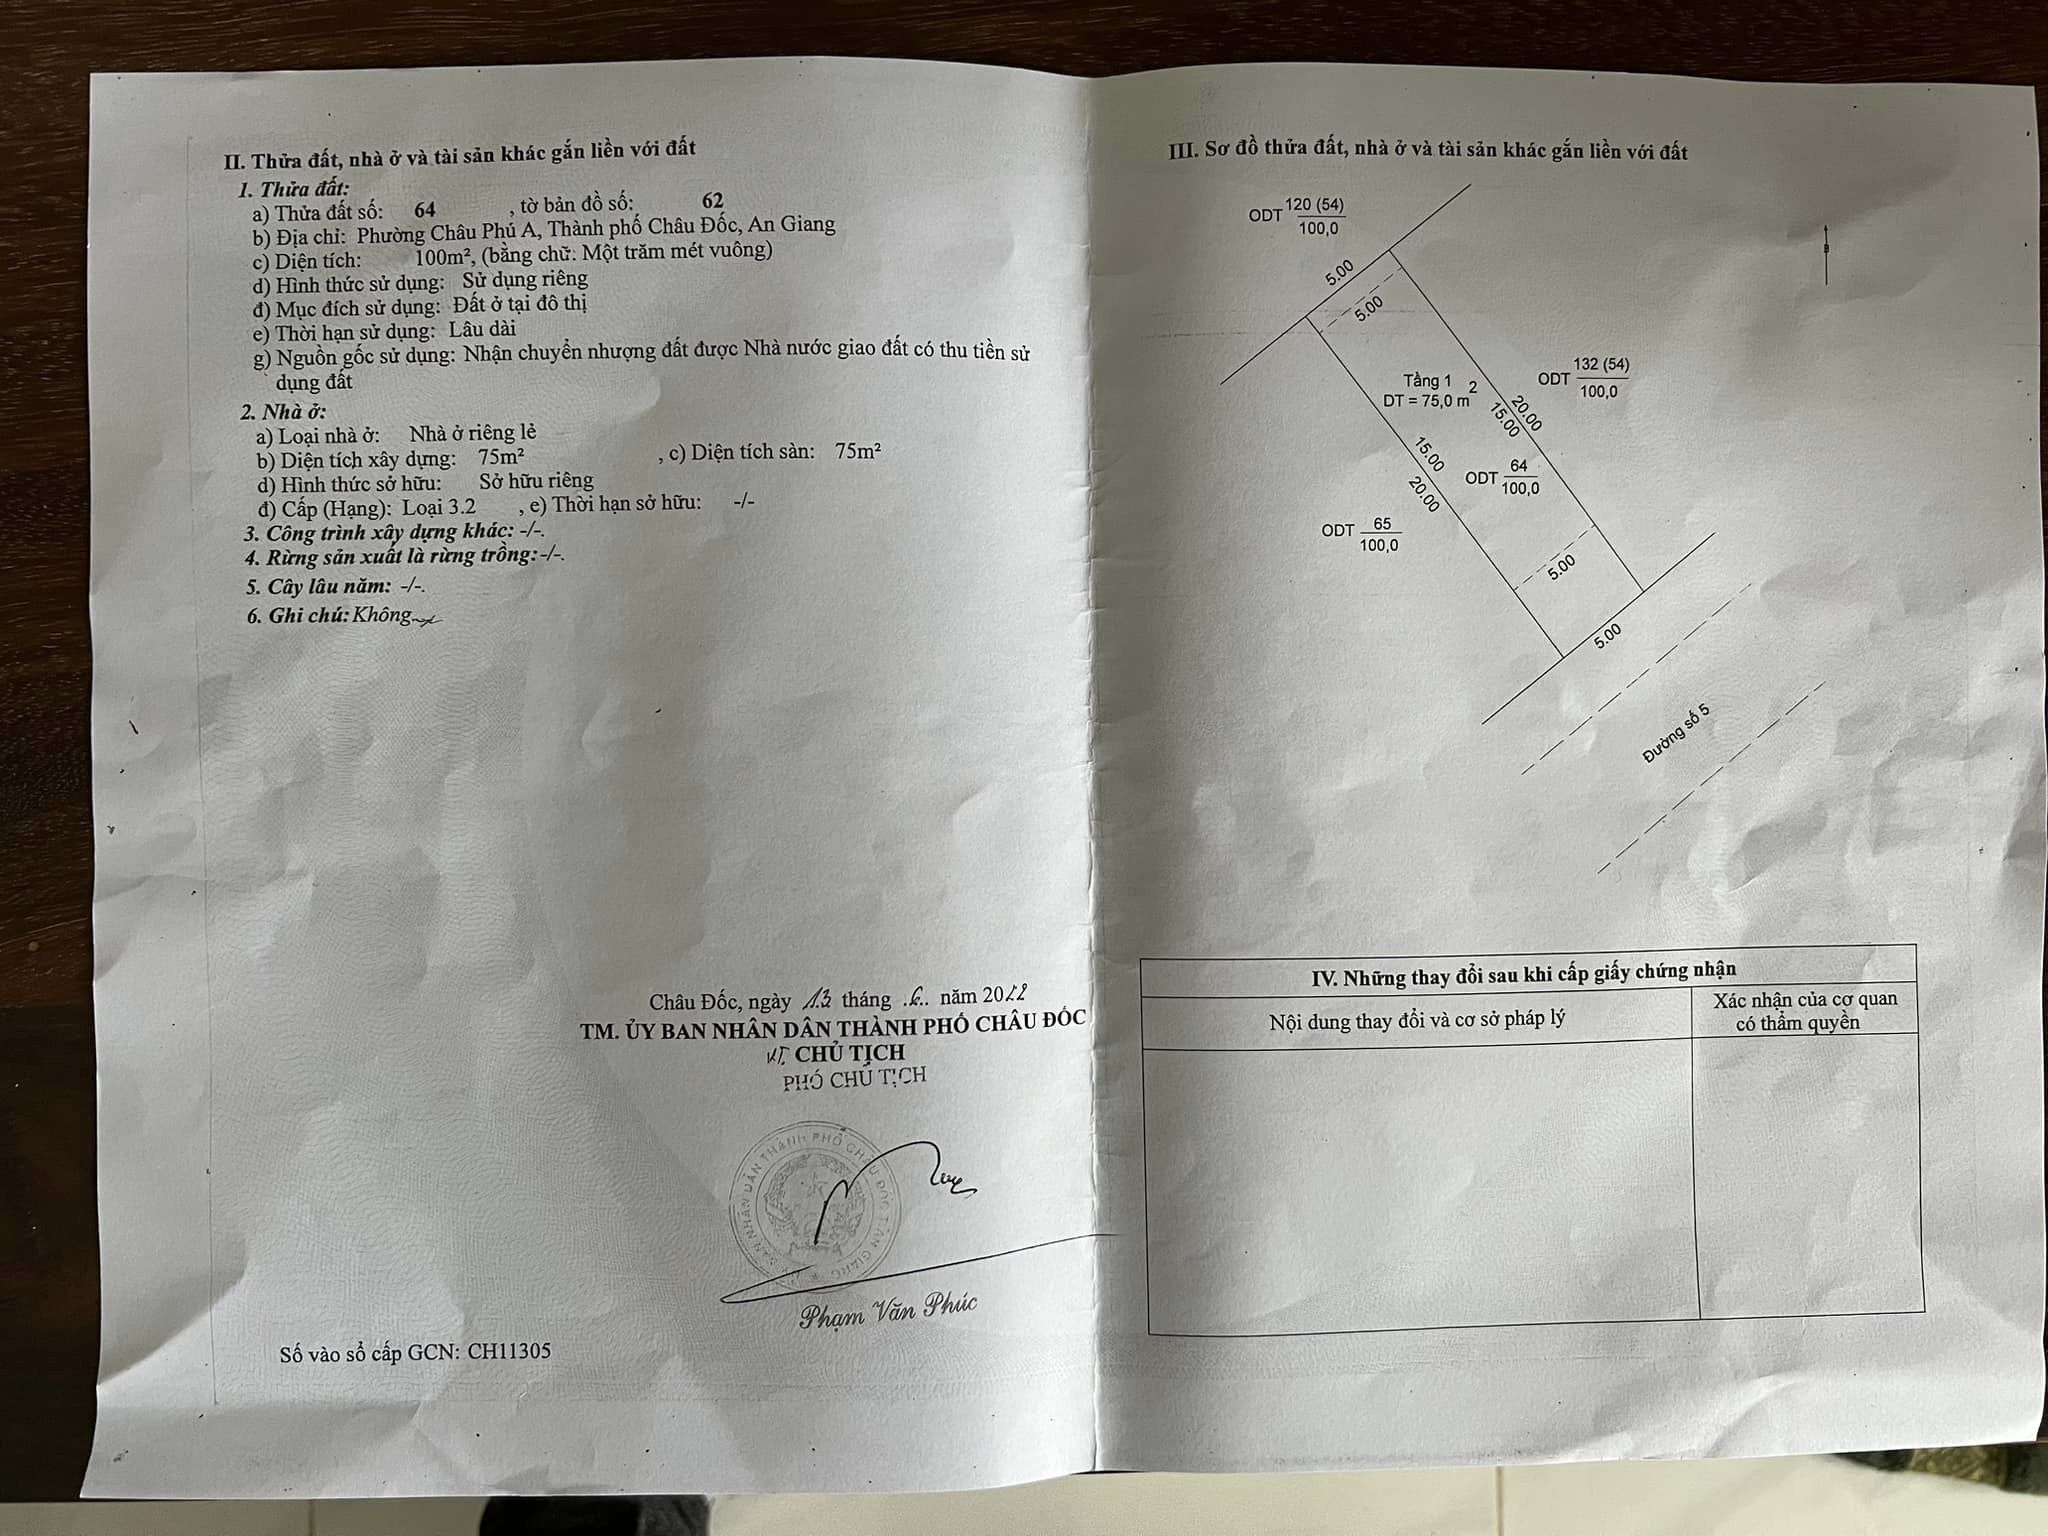 II. Thửa đất, nhà ở và tài sản khác gắn liền với đất
1. Thửa đất:
a) Thửa đất số: 64 , tờ bản đồ số: 62
b) Địa chỉ: Phường Châu Phú A, Thành phố Châu Đốc, An Giang
c) Diện tích: 100m², (bằng chữ: Một trăm mét vuông)
d) Hình thức sử dụng: Sử dụng riêng
đ) Mục đích sử dụng: Đất ở tại đô thị
e) Thời hạn sử dụng: Lâu dài
g) Nguồn gốc sử dụng: Nhận chuyển nhượng đất được Nhà nước giao đất có thu tiền sử
dụng đất
2. Nhà ở:
a) Loại nhà ở: Nhà ở riêng lẻ
b) Diện tích xây dựng: 75m² , c) Diện tích sàn: 75m²
d) Hình thức sở hữu: Sở hữu riêng
đ) Cấp (Hạng): Loại 3.2 , e) Thời hạn sở hữu: -/-
3. Công trình xây dựng khác: -/-.
4. Rừng sản xuất là rừng trồng: -/-.
5. Cây lâu năm: -/-.
6. Ghi chú: Không
Châu Đốc, ngày 13 tháng .6.. năm 2022
TM. ỦY BAN NHÂN DÂN THÀNH PHỐ CHÂU ĐỐC
KT. CHỦ TỊCH
PHÓ CHỦ TỊCH
BAN NHÂN DÂN THÀNH PHỐ CHÂU ĐỐC T.AN GIANG
Phạm Văn Phúc
Số vào sổ cấp GCN: CH11305
III. Sơ đồ thửa đất, nhà ở và tài sản khác gắn liền với đất
ODT 120 (54)
100,0
B
5.00
5.00
ODT 132 (54)
100,0
Tầng 1
DT = 75,0 m2
20.00
15.00
15.00
20.00
ODT 64
100,0
ODT 65
100,0
5.00
5.00
Đường số 5
IV. Những thay đổi sau khi cấp giấy chứng nhận
Nội dung thay đổi và cơ sở pháp lý
Xác nhận của cơ quan
có thẩm quyền